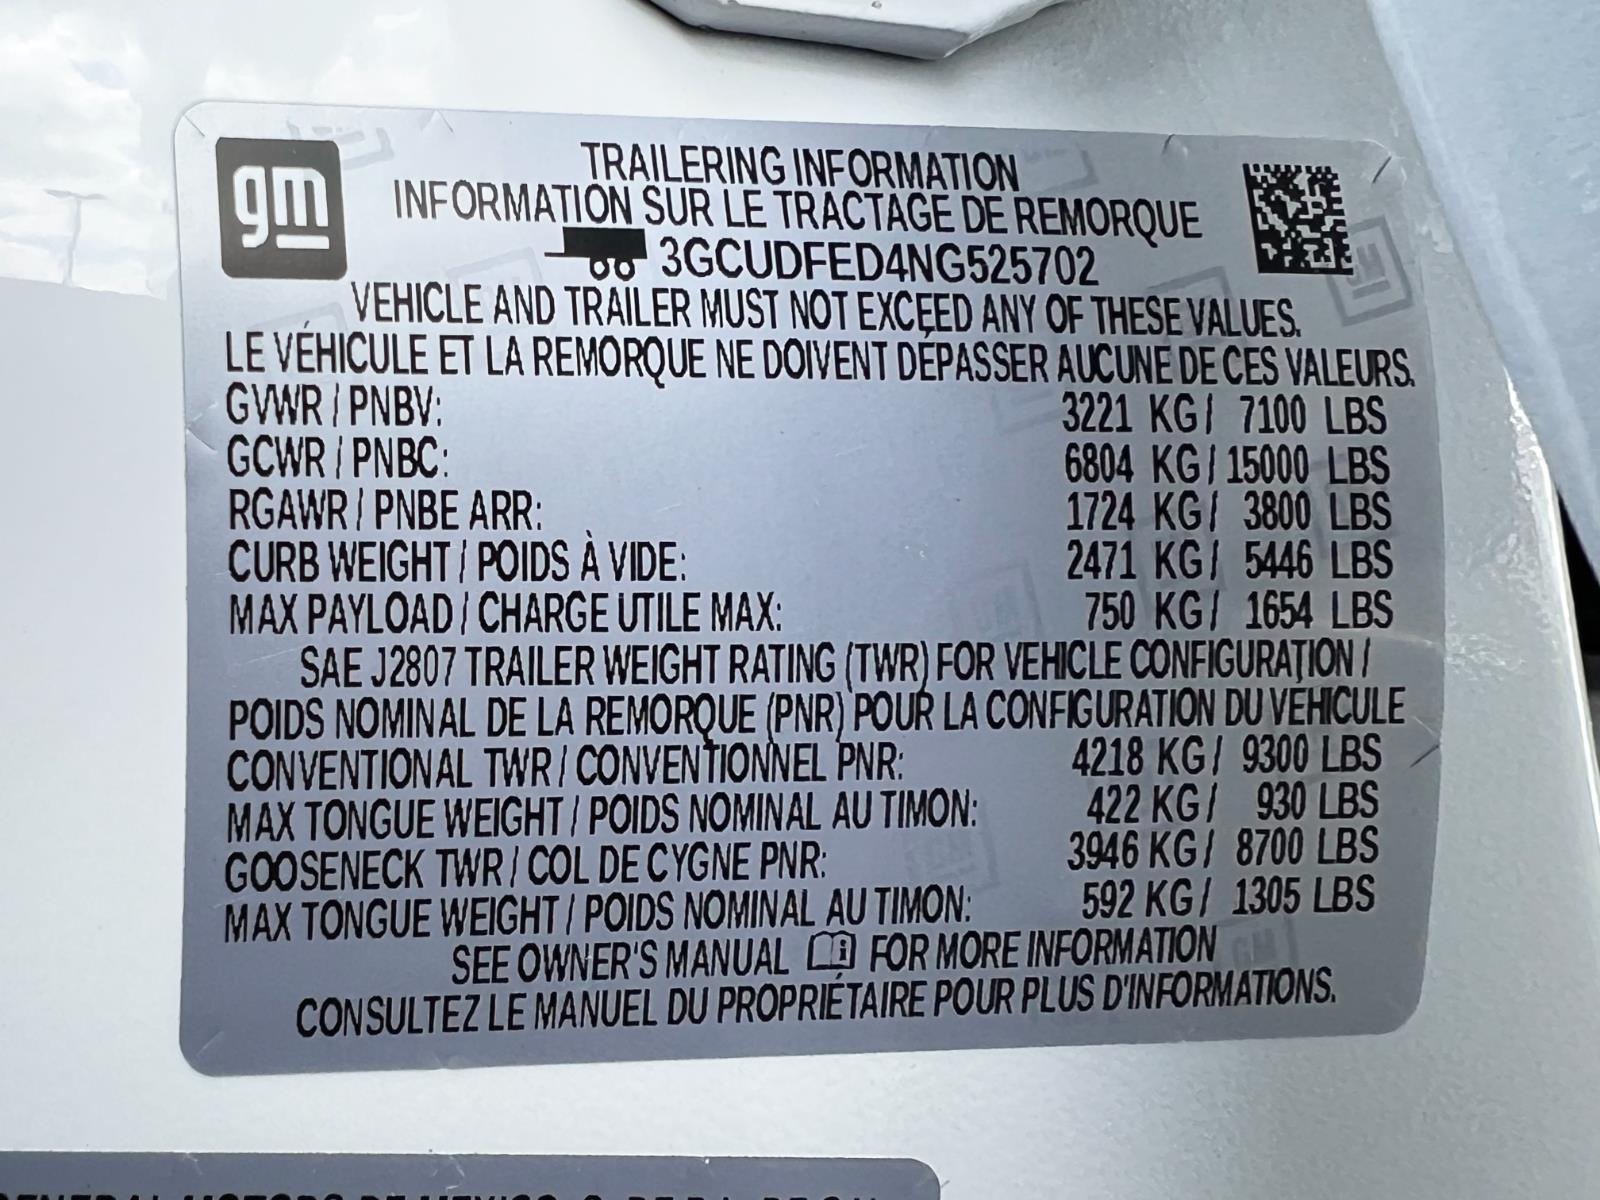 gm
TRAILERING INFORMATION
INFORMATION SUR LE TRACTAGE DE REMORQUE
3GCUDFED4NG525702
VEHICLE AND TRAILER MUST NOT EXCEED ANY OF THESE VALUES.
LE VÉHICULE ET LA REMORQUE NE DOIVENT DÉPASSER AUCUNE DE CES VALEURS.
GVWR / PNBV: 3221 KG / 7100 LBS
GCWR / PNBC: 6804 KG / 15000 LBS
RGAWR / PNBE ARR: 1724 KG / 3800 LBS
CURB WEIGHT / POIDS À VIDE: 2471 KG / 5446 LBS
MAX PAYLOAD / CHARGE UTILE MAX: 750 KG / 1654 LBS
SAE J2807 TRAILER WEIGHT RATING (TWR) FOR VEHICLE CONFIGURATION /
POIDS NOMINAL DE LA REMORQUE (PNR) POUR LA CONFIGURATION DU VÉHICULE
CONVENTIONAL TWR / CONVENTIONNEL PNR: 4218 KG / 9300 LBS
MAX TONGUE WEIGHT / POIDS NOMINAL AU TIMON: 422 KG / 930 LBS
GOOSENECK TWR / COL DE CYGNE PNR: 3946 KG / 8700 LBS
MAX TONGUE WEIGHT / POIDS NOMINAL AU TIMON: 592 KG / 1305 LBS
SEE OWNER'S MANUAL FOR MORE INFORMATION
CONSULTEZ LE MANUEL DU PROPRIÉTAIRE POUR PLUS D'INFORMATIONS.
GENERAL MOTORS DE MEXICO, S. DE R.L. DE C.V.